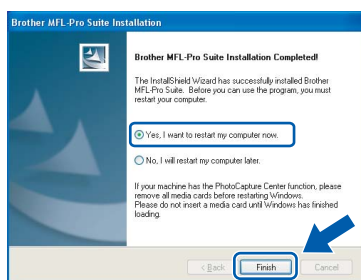 Brother MFL-Pro Suite Installation
Brother MFL-Pro Suite Installation Completed!
The InstallShield Wizard has successfully installed Brother
MFL-Pro Suite. Before you can use the program, you must
restart your computer.
Yes, I want to restart my computer now.
No, I will restart my computer later.
If your machine has the PhotoCapture Center function, please
remove all media cards before restarting Windows.
Please do not insert a media card until Windows has finished
loading.
< Back Finish Cancel